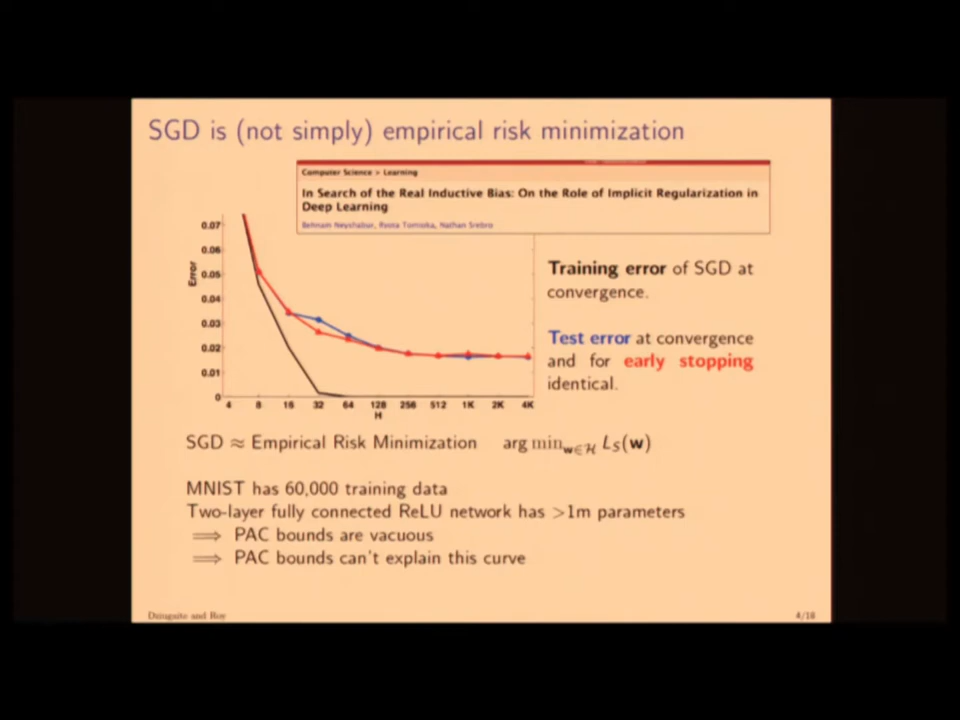 SGD is (not simply) empirical risk minimization
Computer Science > Learning
In Search of the Real Inductive Bias: On the Role of Implicit Regularization in
Deep Learning
Behnam Neyshabur, Ryota Tomioka, Nathan Srebro
0.07
0.06
0.05
0.04
0.03
0.02
0.01
0
Error
4 8 16 32 64 128 256 512 1K 2K 4K
H
Training error of SGD at
convergence.
Test error at convergence
and for early stopping
identical.
SGD ≈ Empirical Risk Minimization arg min_{w∈ℋ} L_S(w)
MNIST has 60,000 training data
Two-layer fully connected ReLU network has >1m parameters
⟹ PAC bounds are vacuous
⟹ PAC bounds can't explain this curve
Dziugaite and Roy
4/18